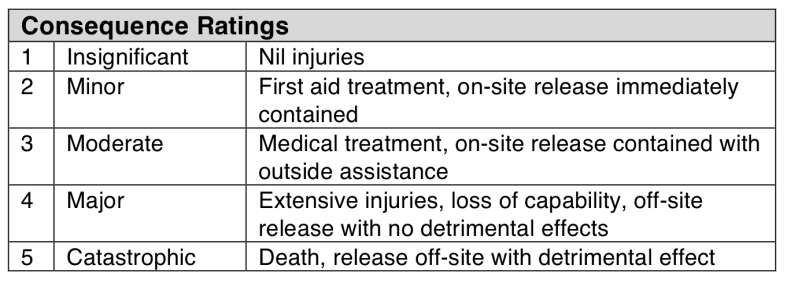 Consequence Ratings
1 Insignificant Nil injuries
2 Minor First aid treatment, on-site release immediately
contained
3 Moderate Medical treatment, on-site release contained with
outside assistance
4 Major Extensive injuries, loss of capability, off-site
release with no detrimental effects
5 Catastrophic Death, release off-site with detrimental effect